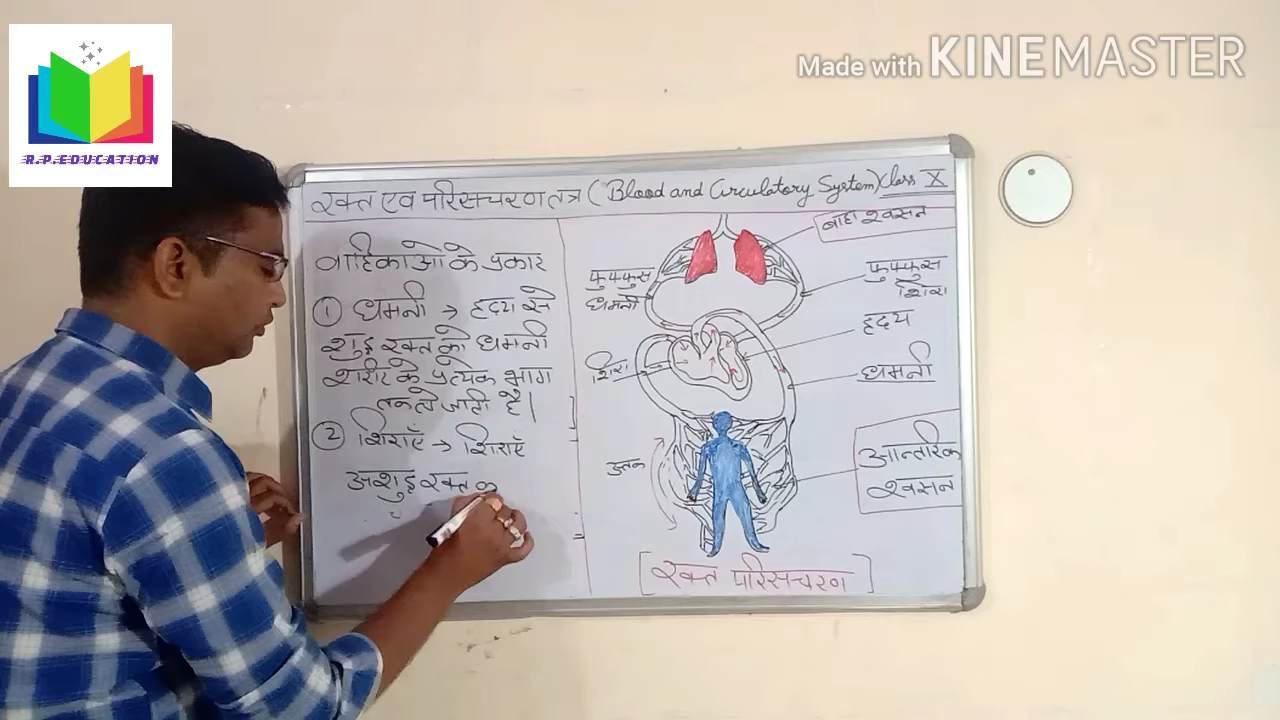 R.P.EDUCATION
Made with KINEMASTER
रक्त एवं परिसंचरण तंत्र ( Blood and Circulatory System) Class X
वाहिकाओ के प्रकार
① धमनी → हृदय से
शुद्ध रक्त को धमनी
शरीर के प्रत्येक भाग
तक ले जाती है।
② शिराएँ → शिराएँ
अशुद्ध रक्त क
बाह्य श्वसन
फुफ्फुस
धमनी
फुफ्फुस
शिरा
हृदय
शिरा
धमनी
ऊतक
आन्तरिक
श्वसन
[रक्त परिसंचरण]